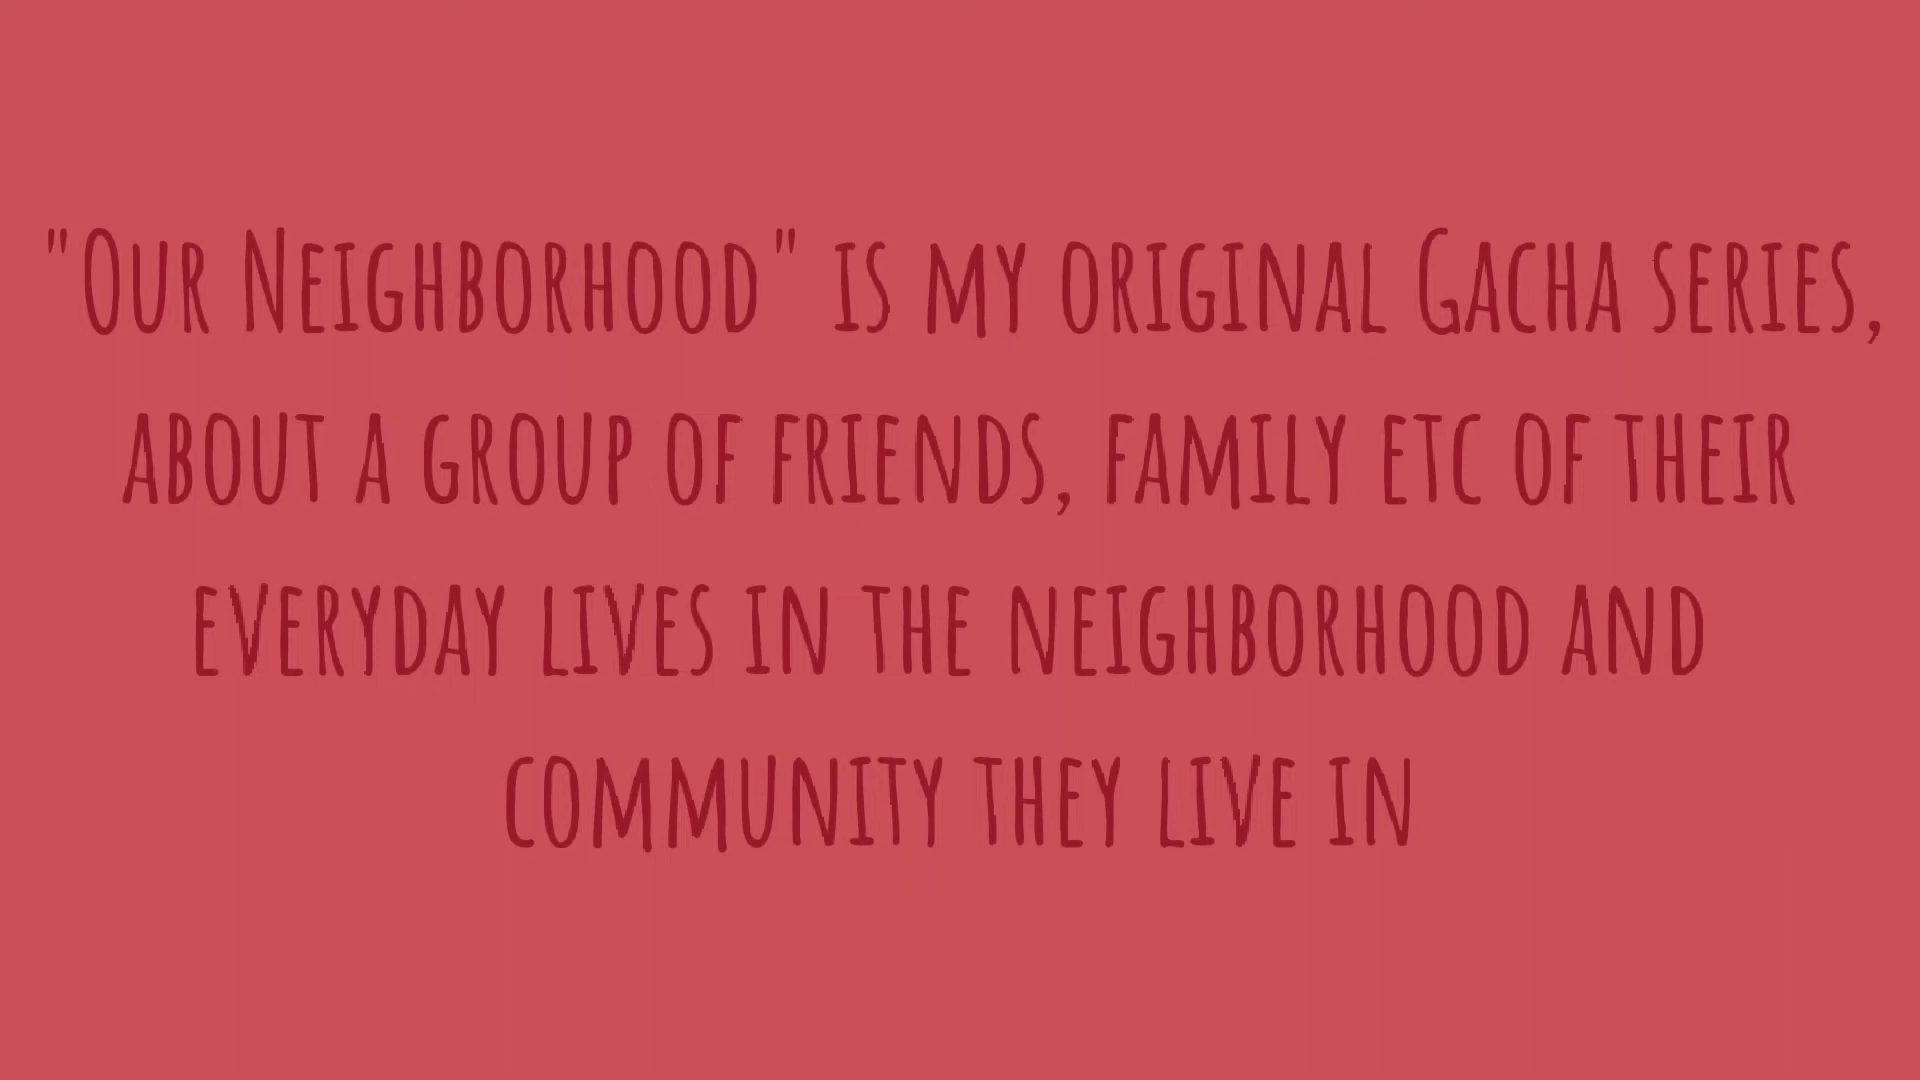 "Our Neighborhood" is my original Gacha series,
about a group of friends, family etc of their
everyday lives in the neighborhood and
community they live in